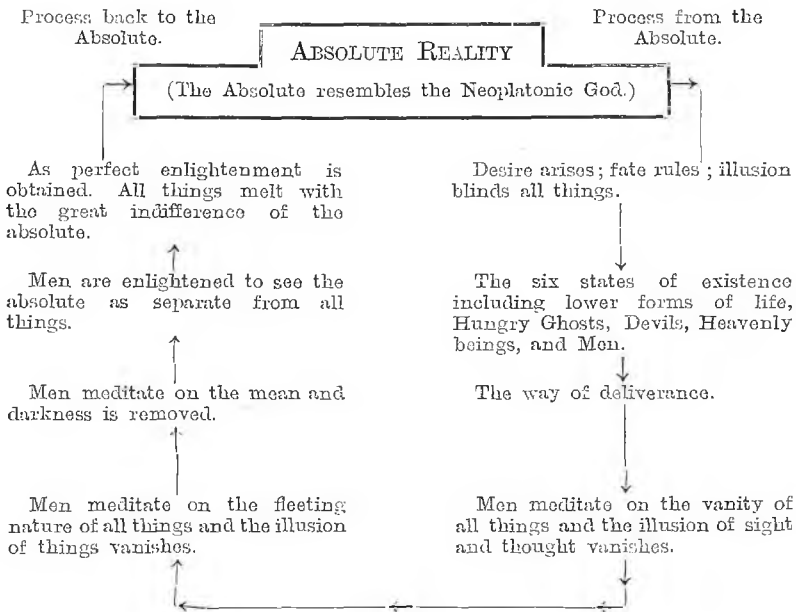 Process back to the
Absolute.
Process from the
Absolute.
ABSOLUTE REALITY
(The Absolute resembles the Neoplatonic God.)
As perfect enlightenment is
obtained. All things melt with
the great indifference of the
absolute.
Men are enlightened to see the
absolute as separate from all
things.
Men meditate on the mean and
darkness is removed.
Men meditate on the fleeting
nature of all things and the illusion
of things vanishes.
Desire arises; fate rules; illusion
blinds all things.
The six states of existence
including lower forms of life,
Hungry Ghosts, Devils, Heavenly
beings, and Men.
The way of deliverance.
Men meditate on the vanity of
all things and the illusion of sight
and thought vanishes.